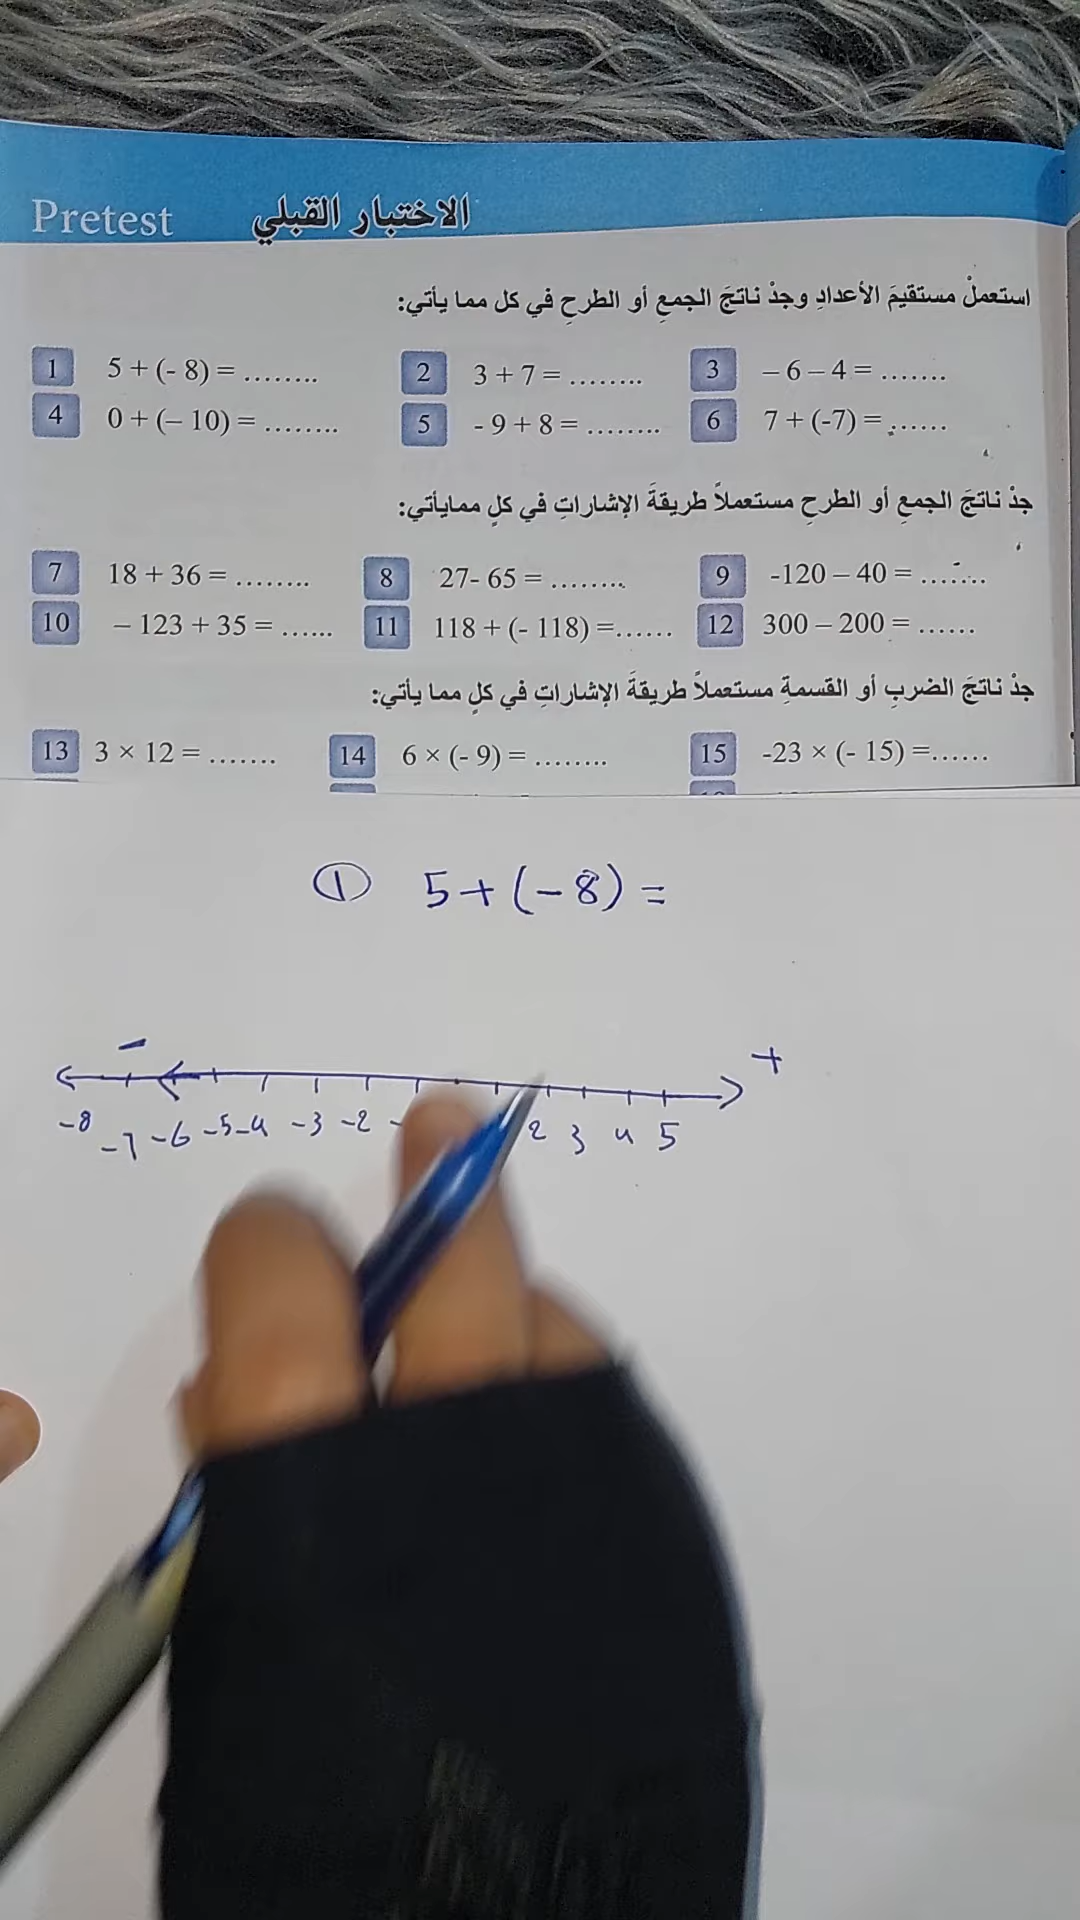 Pretest الاختبار القبلي
استعملْ مستقيمَ الأعدادِ وجدْ ناتجَ الجمعِ أو الطرحِ في كل مما يأتي:
1 5 + (- 8) = ........ 2 3 + 7 = ........ 3 – 6 – 4 = .......
4 0 + (– 10) = ........ 5 - 9 + 8 = ........ 6 7 + (-7) = ......
جدْ ناتجَ الجمعِ أو الطرحِ مستعملاً طريقةَ الإشاراتِ في كلٍ ممايأتي:
7 18 + 36 = ........ 8 27- 65 = ........ 9 -120 – 40 = .......
10 – 123 + 35 = ...... 11 118 + (- 118) =...... 12 300 – 200 = ......
جدْ ناتجَ الضربِ أو القسمةِ مستعملاً طريقةَ الإشاراتِ في كلٍ مما يأتي:
13 3 × 12 = ....... 14 6 × (- 9) = ........ 15 -23 × (- 15) =......
① 5+(-8) =
- +
-8 -7 -6 -5 -4 -3 -2 2 3 4 5